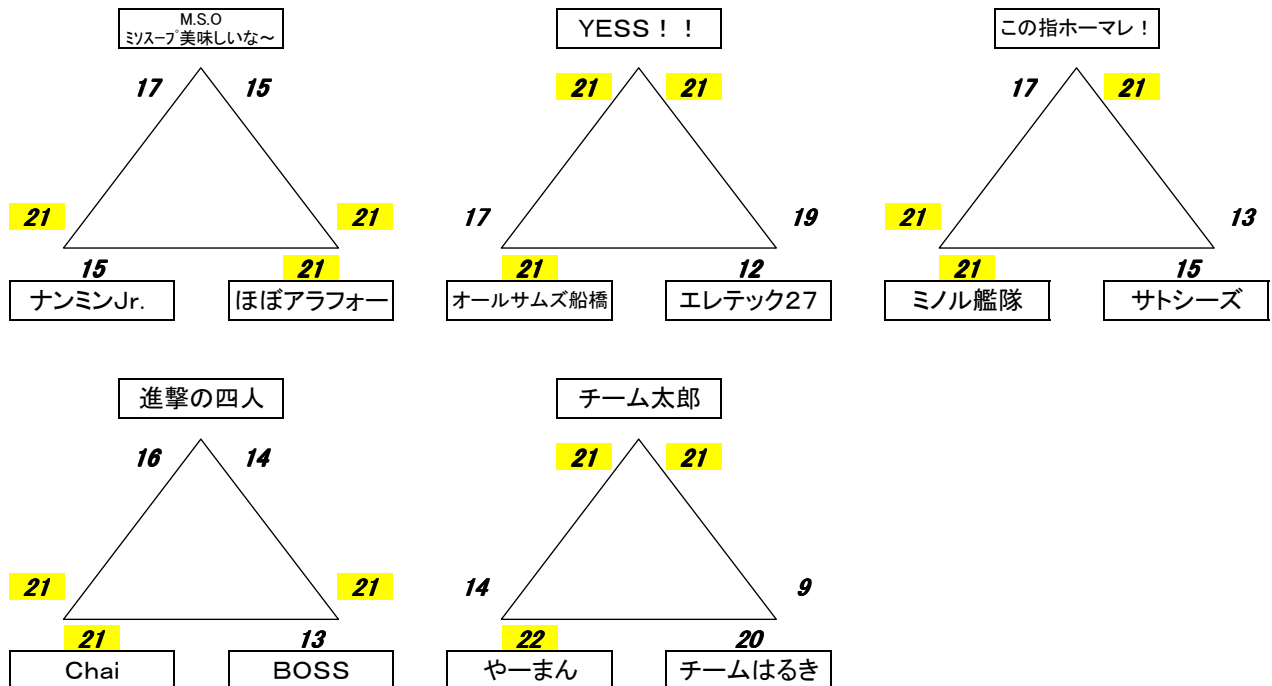 M.S.O
ﾐｿｽｰﾌﾟ美味しいな～
YESS！！
この指ホーマレ！
17 15
21 21
17 21
21 21
17 19
21 13
15 21
21 12
21 15
ナンミンJr.
ほぼアラフォー
オールサムズ船橋
エレテック27
ミノル艦隊
サトシーズ
進撃の四人
チーム太郎
16 14
21 21
21 21
14 9
21 13
22 20
Chai
BOSS
やーまん
チームはるき